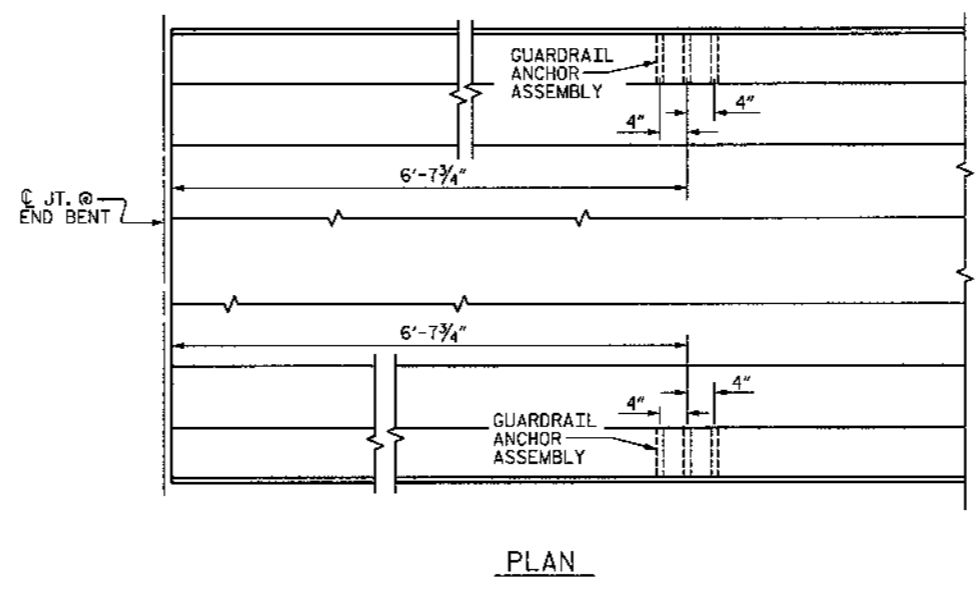 GUARDRAIL
ANCHOR
ASSEMBLY
4"
4"
6'-7¾"
℄ JT. @
END BENT
6'-7¾"
4"
4"
GUARDRAIL
ANCHOR
ASSEMBLY
PLAN